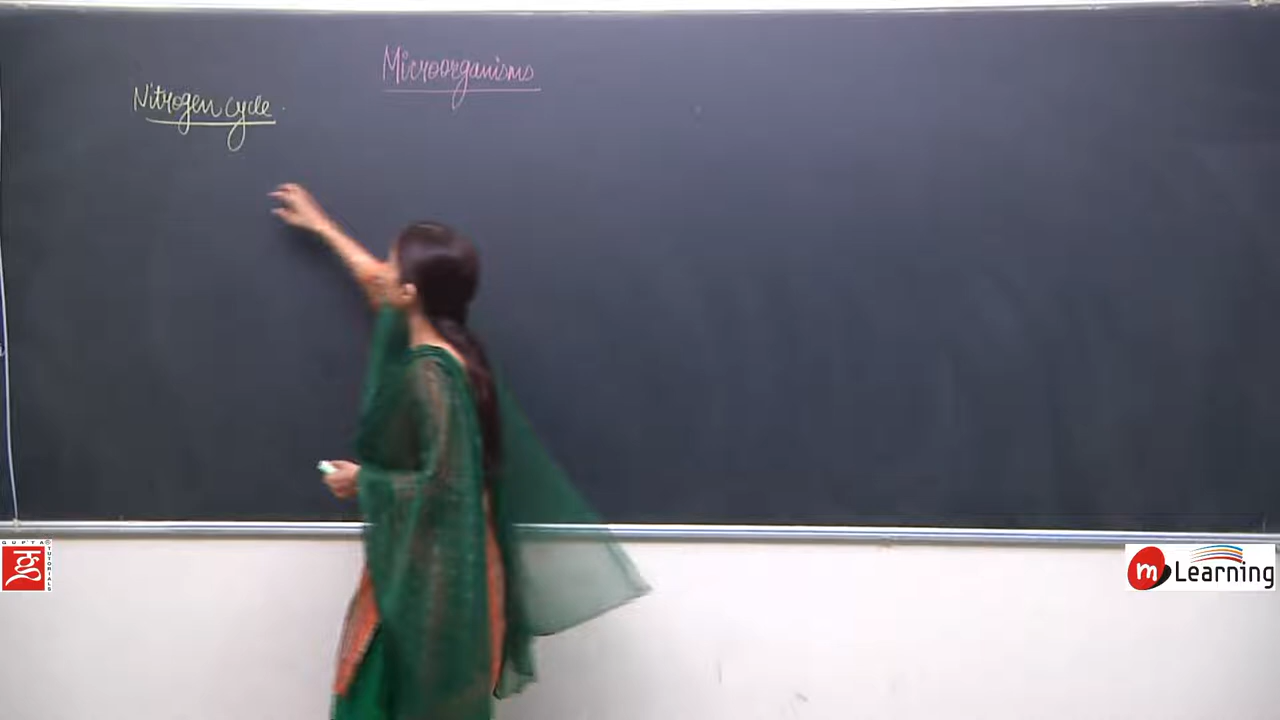 Microorganisms
Nitrogen cycle.
GUPTA®
TUTORIALS
m Learning